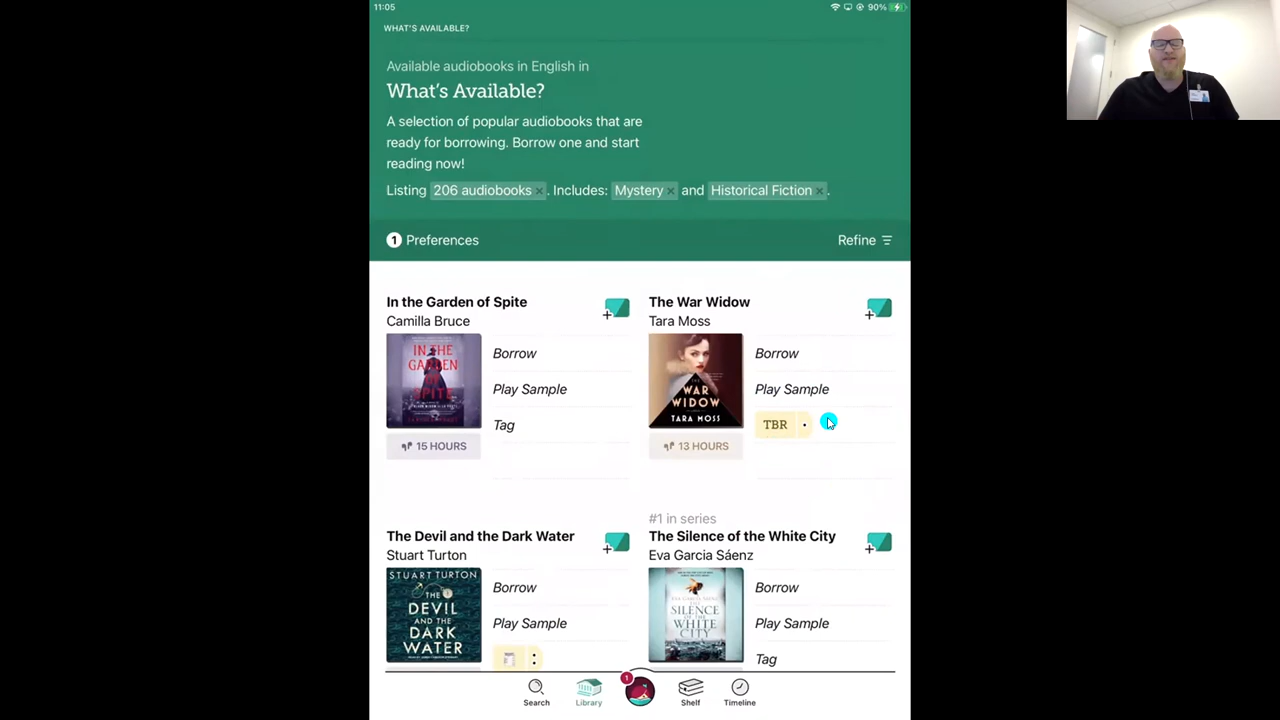 11:05
90%
WHAT'S AVAILABLE?
Available audiobooks in English in
What's Available?
A selection of popular audiobooks that are
ready for borrowing. Borrow one and start
reading now!
Listing 206 audiobooks × . Includes: Mystery × and Historical Fiction × .
1 Preferences
Refine
In the Garden of Spite
Camilla Bruce
IN THE
GARDEN
OF
SPITE
Borrow
Play Sample
Tag
15 HOURS
The War Widow
Tara Moss
THE
WAR
WIDOW
TARA MOSS
Borrow
Play Sample
TBR
13 HOURS
The Devil and the Dark Water
Stuart Turton
STUART TURTON
THE
DEVIL
AND THE
DARK
WATER
Borrow
Play Sample
#1 in series
The Silence of the White City
Eva Garcia Sáenz
THE
SILENCE
OF THE
WHITE
CITY
Borrow
Play Sample
Tag
Search
Library
1
Shelf
Timeline